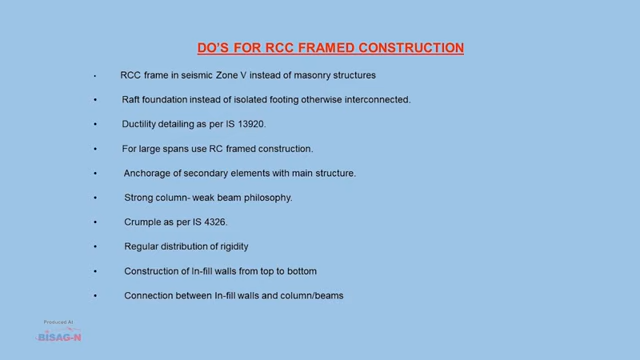 DO'S FOR RCC FRAMED CONSTRUCTION
• RCC frame in seismic Zone V instead of masonry structures
• Raft foundation instead of isolated footing otherwise interconnected.
• Ductility detailing as per IS 13920.
• For large spans use RC framed construction.
• Anchorage of secondary elements with main structure.
• Strong column- weak beam philosophy.
• Crumple as per IS 4326.
• Regular distribution of rigidity
• Construction of In-fill walls from top to bottom
• Connection between In-fill walls and column/beams
Produced At
BISAG-N